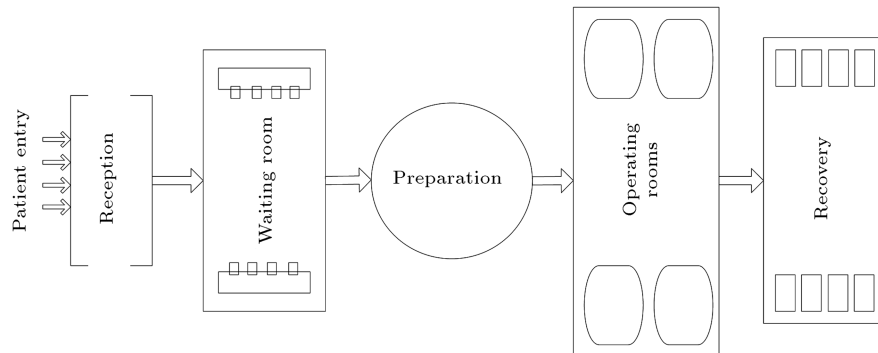 Patient entry
Reception
Waiting room
Preparation
Operating
rooms
Recovery